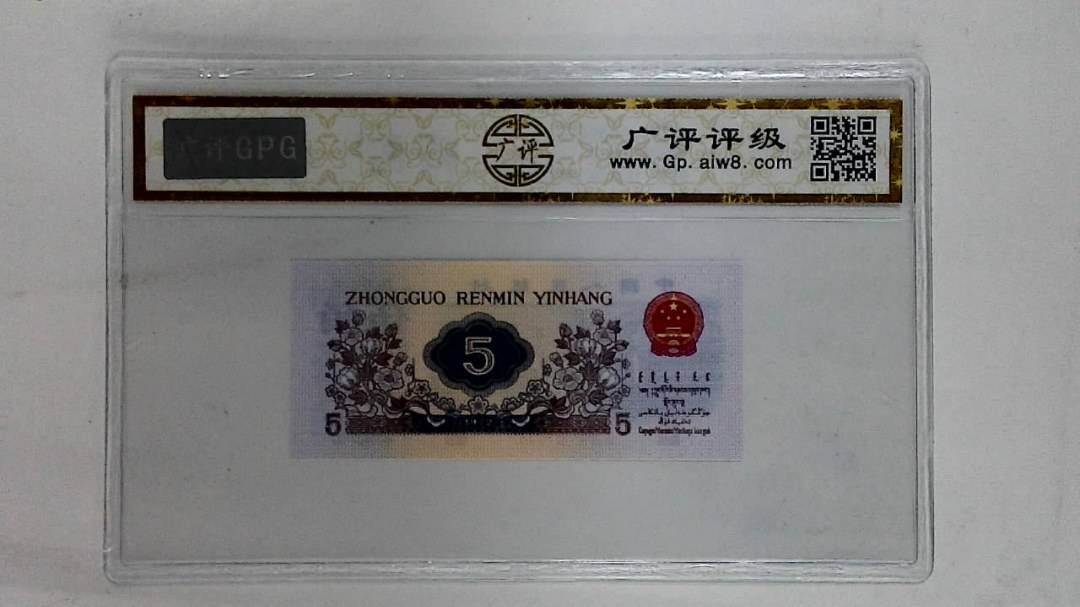 广评GPG
广评
广评评级
www.Gp.aiw8.com
ZHONGGUO RENMIN YINHANG
5
5
5